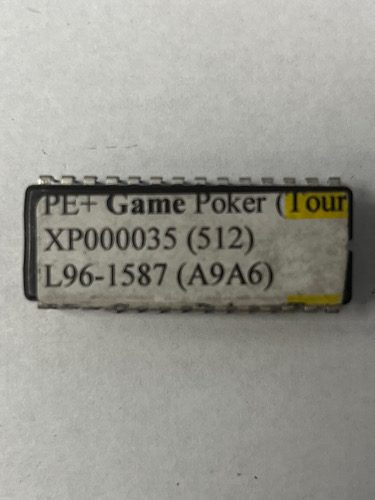 PE+ Game Poker (Tour
XP000035 (512)
L96-1587 (A9A6)